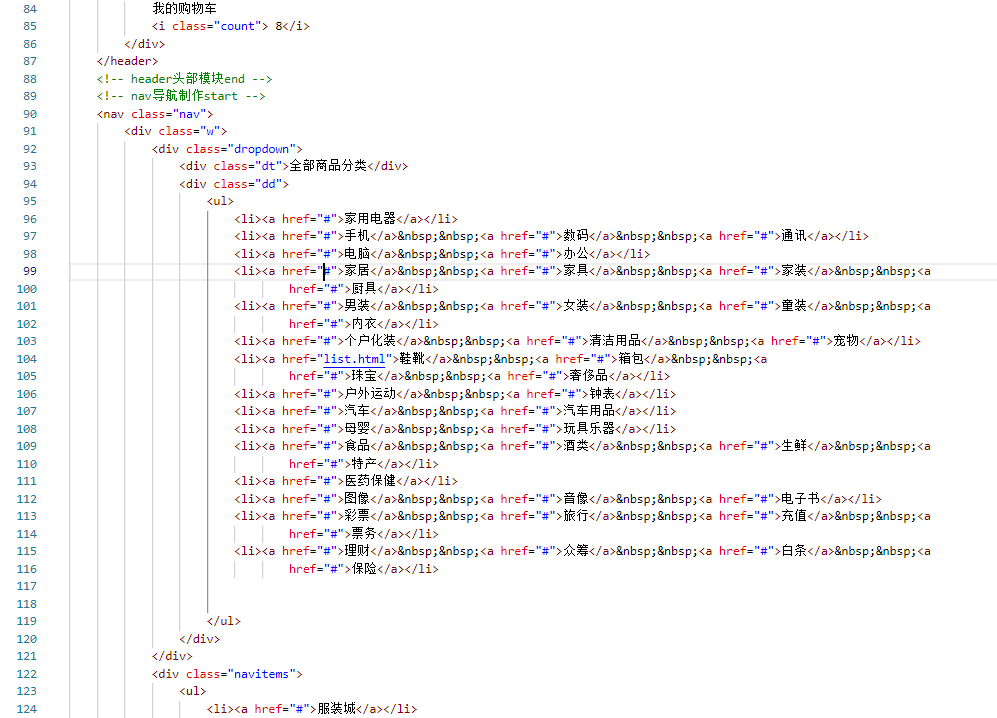 84 我的购物车
85 <i class="count"> 8</i>
86 </div>
87 </header>
88 <!-- header头部模块end -->
89 <!-- nav导航制作start -->
90 <nav class="nav">
91 <div class="w">
92 <div class="dropdown">
93 <div class="dt">全部商品分类</div>
94 <div class="dd">
95 <ul>
96 <li><a href="#">家用电器</a></li>
97 <li><a href="#">手机</a>&nbsp;&nbsp;<a href="#">数码</a>&nbsp;&nbsp;<a href="#">通讯</a></li>
98 <li><a href="#">电脑</a>&nbsp;&nbsp;<a href="#">办公</a></li>
99 <li><a href="#">家居</a>&nbsp;&nbsp;<a href="#">家具</a>&nbsp;&nbsp;<a href="#">家装</a>&nbsp;&nbsp;<a
100 href="#">厨具</a></li>
101 <li><a href="#">男装</a>&nbsp;&nbsp;<a href="#">女装</a>&nbsp;&nbsp;<a href="#">童装</a>&nbsp;&nbsp;<a
102 href="#">内衣</a></li>
103 <li><a href="#">个户化装</a>&nbsp;&nbsp;<a href="#">清洁用品</a>&nbsp;&nbsp;<a href="#">宠物</a></li>
104 <li><a href="list.html">鞋靴</a>&nbsp;&nbsp;<a href="#">箱包</a>&nbsp;&nbsp;<a
105 href="#">珠宝</a>&nbsp;&nbsp;<a href="#">奢侈品</a></li>
106 <li><a href="#">户外运动</a>&nbsp;&nbsp;<a href="#">钟表</a></li>
107 <li><a href="#">汽车</a>&nbsp;&nbsp;<a href="#">汽车用品</a></li>
108 <li><a href="#">母婴</a>&nbsp;&nbsp;<a href="#">玩具乐器</a></li>
109 <li><a href="#">食品</a>&nbsp;&nbsp;<a href="#">酒类</a>&nbsp;&nbsp;<a href="#">生鲜</a>&nbsp;&nbsp;<a
110 href="#">特产</a></li>
111 <li><a href="#">医药保健</a></li>
112 <li><a href="#">图像</a>&nbsp;&nbsp;<a href="#">音像</a>&nbsp;&nbsp;<a href="#">电子书</a></li>
113 <li><a href="#">彩票</a>&nbsp;&nbsp;<a href="#">旅行</a>&nbsp;&nbsp;<a href="#">充值</a>&nbsp;&nbsp;<a
114 href="#">票务</a></li>
115 <li><a href="#">理财</a>&nbsp;&nbsp;<a href="#">众筹</a>&nbsp;&nbsp;<a href="#">白条</a>&nbsp;&nbsp;<a
116 href="#">保险</a></li>
117
118
119 </ul>
120 </div>
121 </div>
122 <div class="navitems">
123 <ul>
124 <li><a href="#">服装城</a></li>